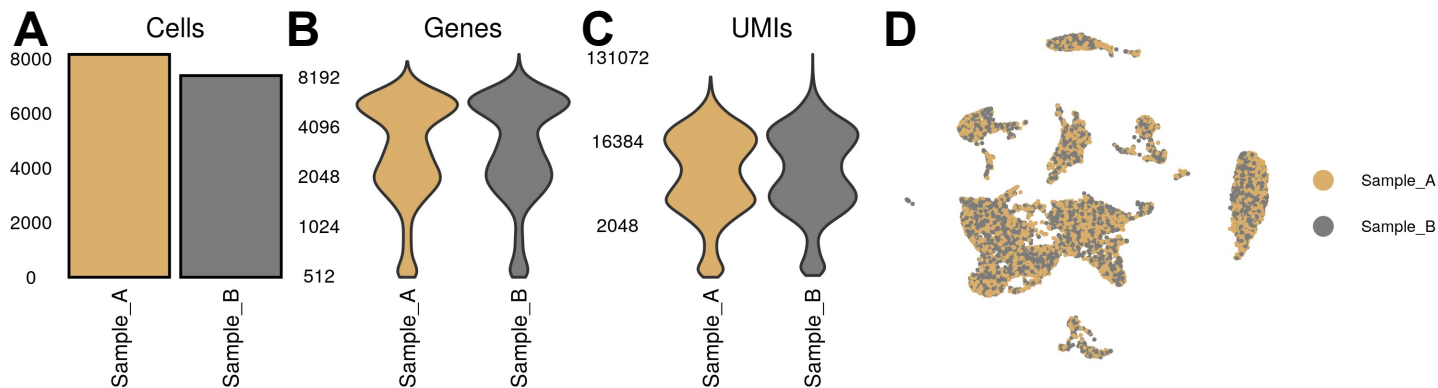 A
Cells
8000
6000
4000
2000
0
Sample_A
Sample_B
B
Genes
8192
4096
2048
1024
512
Sample_A
Sample_B
C
UMIs
131072
16384
2048
Sample_A
Sample_B
D
Sample_A
Sample_B